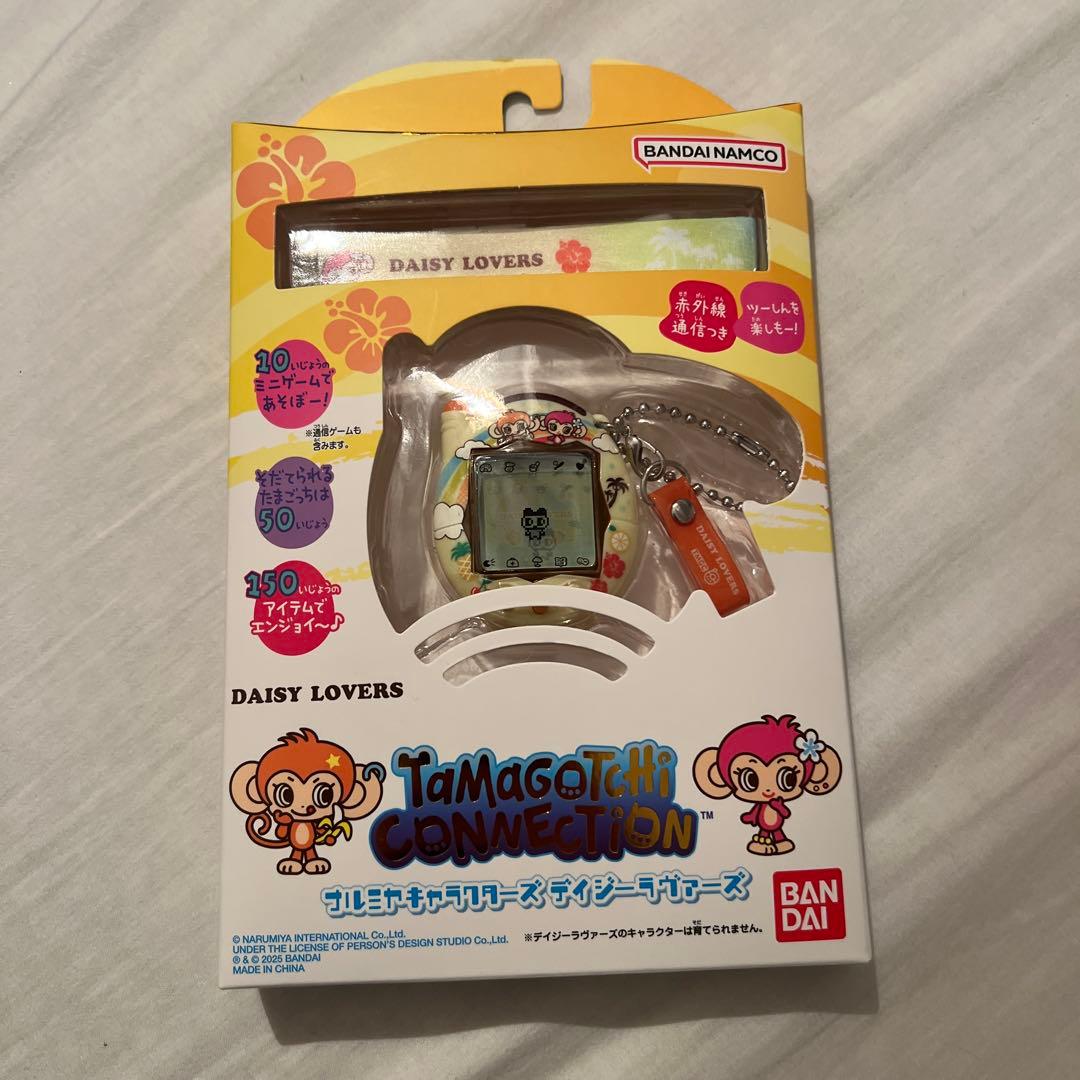 BANDAI NAMCO
DAISY LOVERS
赤外線
通信つき
ツーしんを
楽しもー!
10いじょうの
ミニゲームで
あそぼー!
※通信ゲームも
含みます。
そだてられる
たまごっちは
50いじょう
150いじょうの
アイテムで
エンジョイ〜♪
DAISY LOVERS
DAISY LOVERS
TAMAGOTCHI
CONNECTION™
ナルミヤキャラクターズ デイジーラヴァーズ
BAN
DAI
※デイジーラヴァーズのキャラクターは育てられません。
© NARUMIYA INTERNATIONAL Co.,Ltd.
UNDER THE LICENSE OF PERSON'S DESIGN STUDIO Co.,Ltd.
® & © 2025 BANDAI
MADE IN CHINA